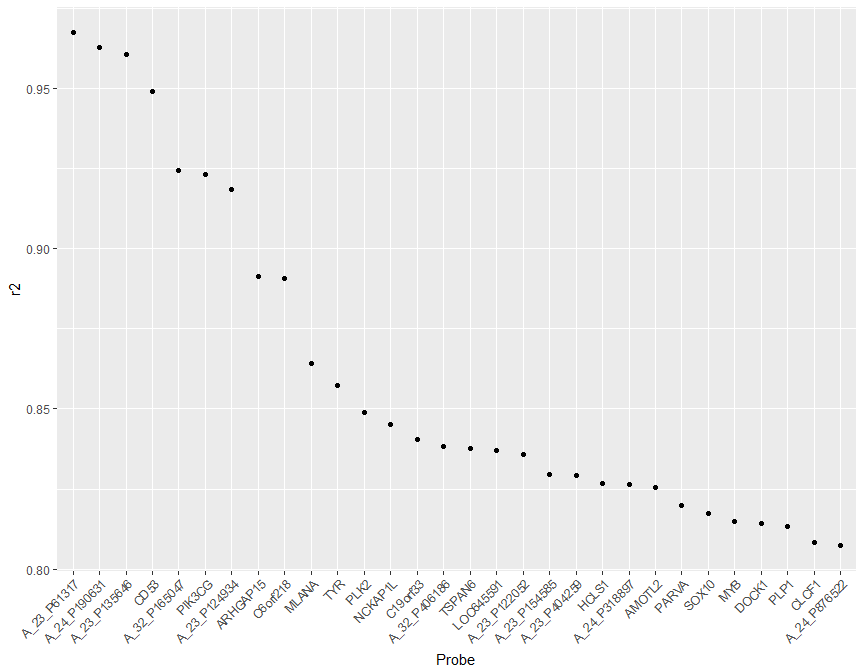 r2
0.95
0.90
0.85
0.80
A_23_P61317
A_24_P190631
A_23_P135646
CD53
A_32_P165047
PIK3CG
A_23_P124934
ARHGAP15
C6orf218
MLANA
TYR
PLK2
NCKAP1L
C19orf33
A_32_P406186
TSPAN6
LOC645591
A_23_P122052
A_23_P154585
A_23_P404259
HCLS1
A_24_P318897
AMOTL2
PARVA
SOX10
MYB
DOCK1
PLP1
CLCF1
A_24_P876522
Probe